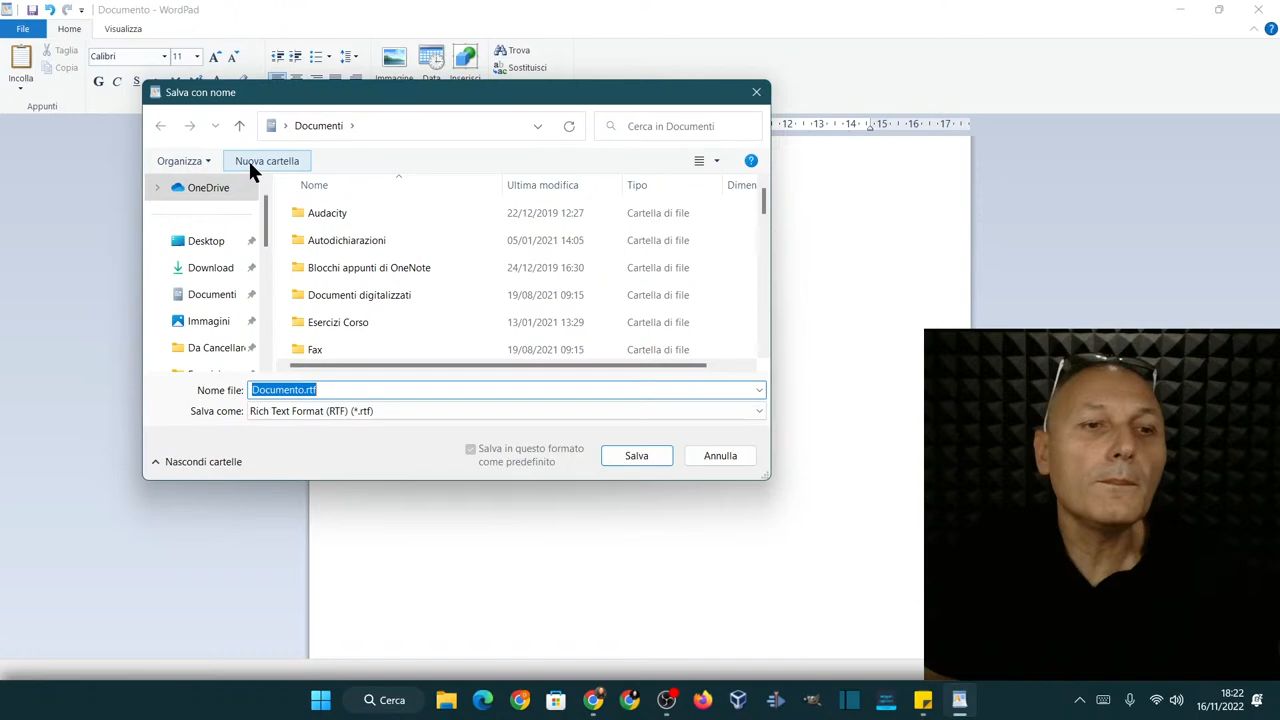 Documento - WordPad
File Home Visualizza
Incolla
Taglia
Copia
Appunti
Calibri 11
G C S
Immagine Data Inserisci
Trova
Sostituisci
Salva con nome
Documenti
Cerca in Documenti
Organizza Nuova cartella
OneDrive
Desktop
Download
Documenti
Immagini
Da Cancellar
Nome Ultima modifica Tipo Dimen
Audacity 22/12/2019 12:27 Cartella di file
Autodichiarazioni 05/01/2021 14:05 Cartella di file
Blocchi appunti di OneNote 24/12/2019 16:30 Cartella di file
Documenti digitalizzati 19/08/2021 09:15 Cartella di file
Esercizi Corso 13/01/2021 13:29 Cartella di file
Fax 19/08/2021 09:15 Cartella di file
Nome file: Documento.rtf
Salva come: Rich Text Format (RTF) (*.rtf)
Salva in questo formato
come predefinito
Salva Annulla
Nascondi cartelle
12 13 14 15 16 17
Cerca
18:22
16/11/2022